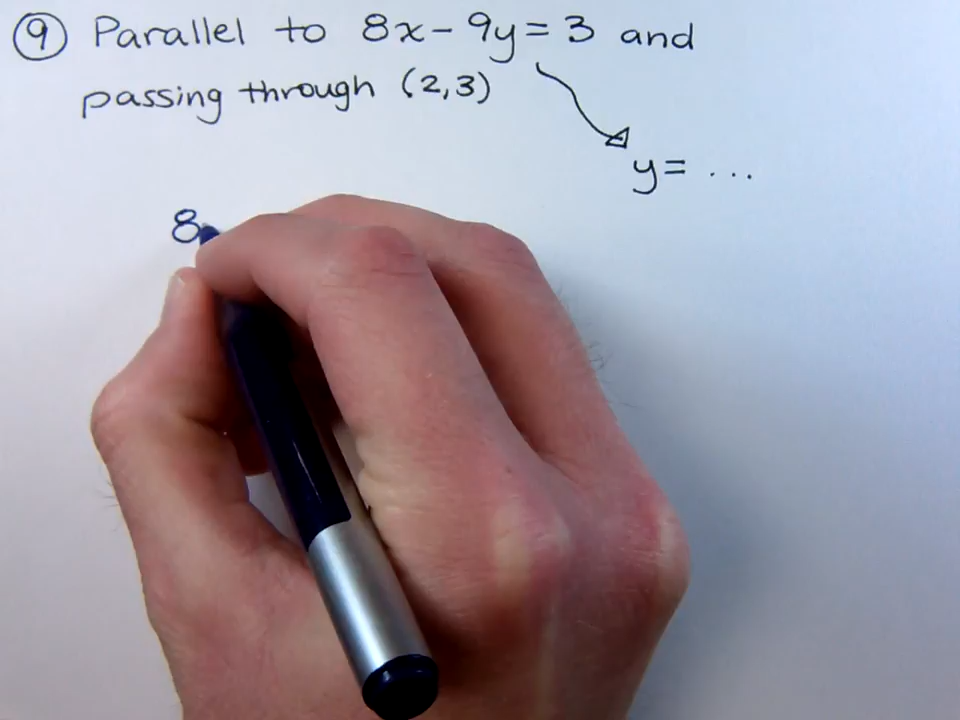 ⑨ Parallel to 8x - 9y = 3 and
passing through (2,3)
y = ...
8